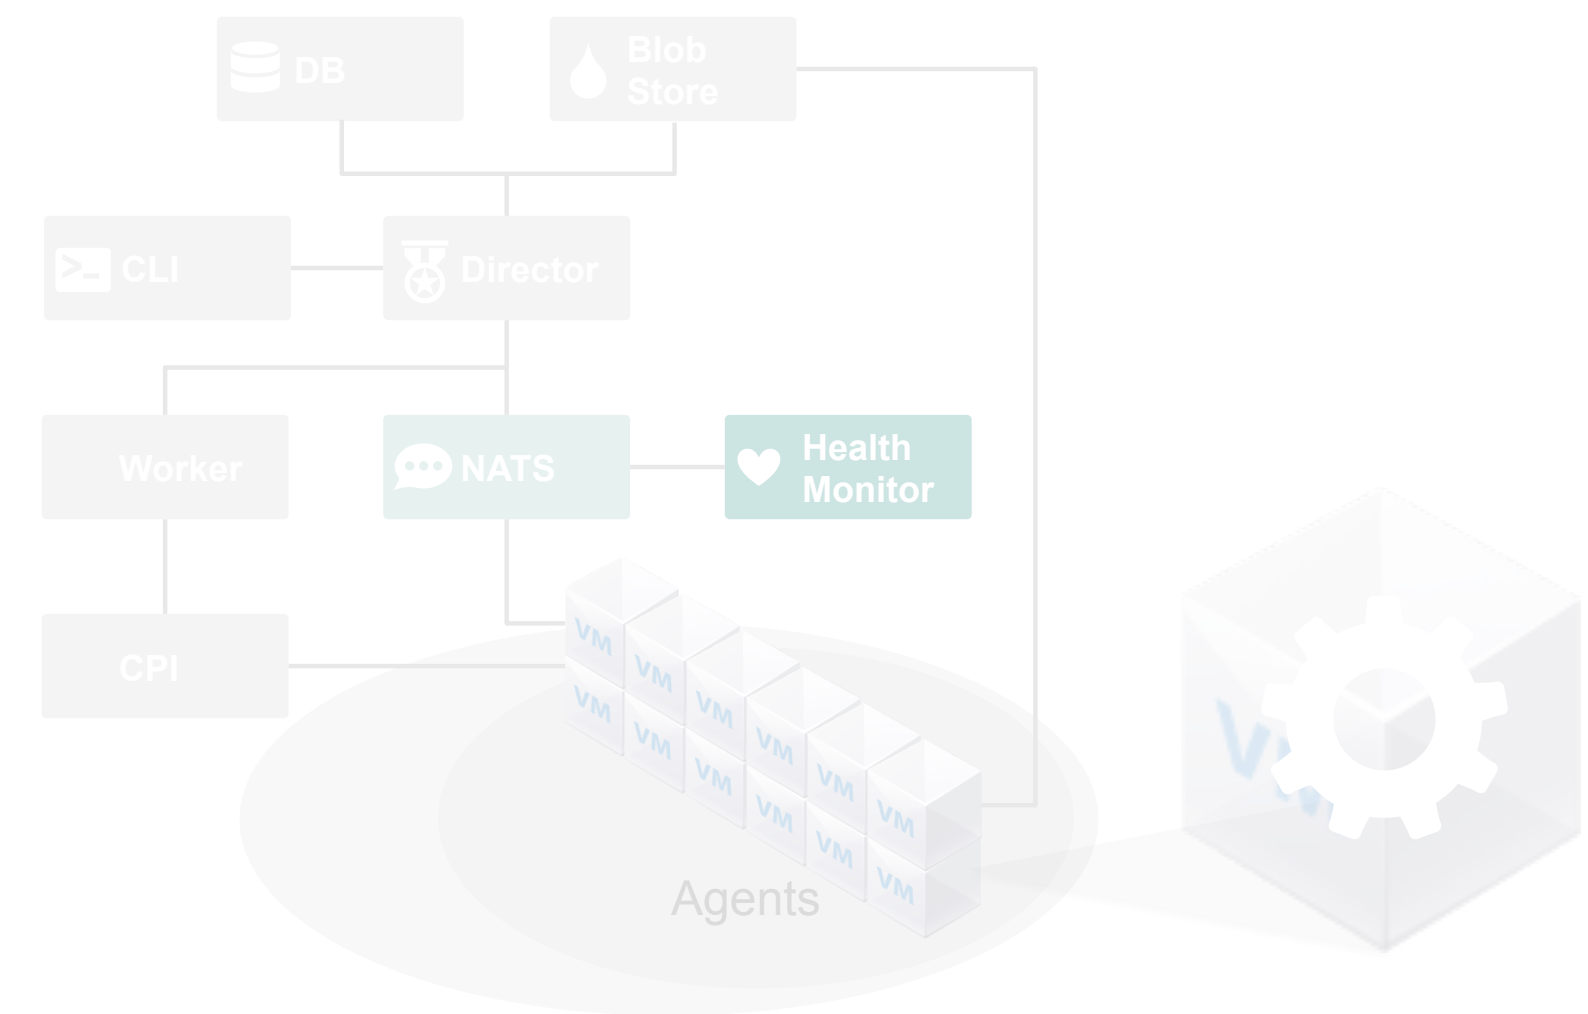 DB
Blob
Store
CLI
Director
Worker
NATS
Health
Monitor
CPI
VM
VM
VM
VM
VM
VM
VM
VM
VM
VM
VM
VM
Agents